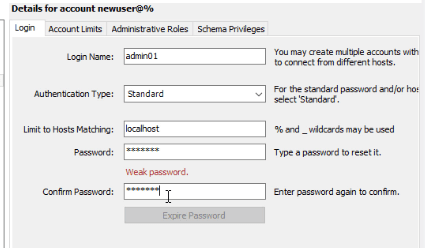 Details for account newuser@%
Login Account Limits Administrative Roles Schema Privileges
Login Name: admin01 You may create multiple accounts with
to connect from different hosts.
Authentication Type: Standard For the standard password and/or hos
select 'Standard'.
Limit to Hosts Matching: localhost % and _ wildcards may be used
Password: ******* Type a password to reset it.
Weak password.
Confirm Password: ******* Enter password again to confirm.
Expire Password